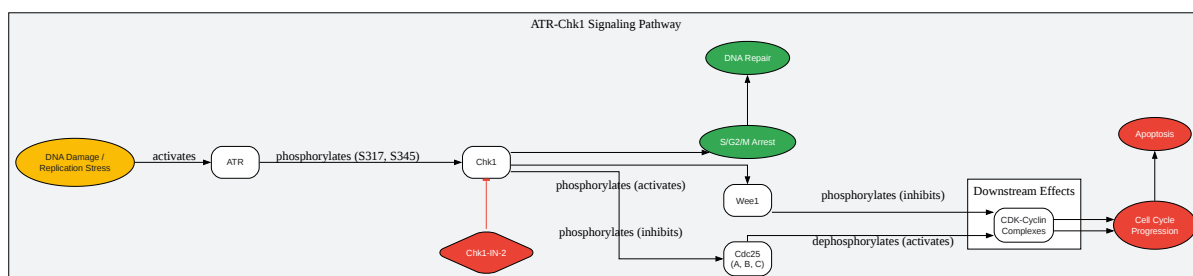 ATR-Chk1 Signaling Pathway
DNA Repair
S/G2/M Arrest
Apoptosis
DNA Damage /
Replication Stress
activates
ATR
phosphorylates (S317, S345)
Chk1
phosphorylates (activates)
Wee1
phosphorylates (inhibits)
Downstream Effects
CDK-Cyclin
Complexes
Cell Cycle
Progression
phosphorylates (inhibits)
dephosphorylates (activates)
Chk1-IN-2
Cdc25
(A, B, C)